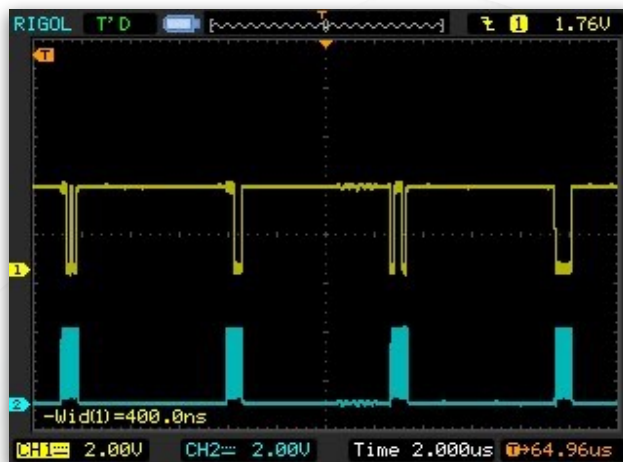 RIGOL T'D T 1 1.76V
T
1
2
-Wid(1)=400.0ns
CH1 2.00V CH2 2.00V Time 2.000us T→64.96us